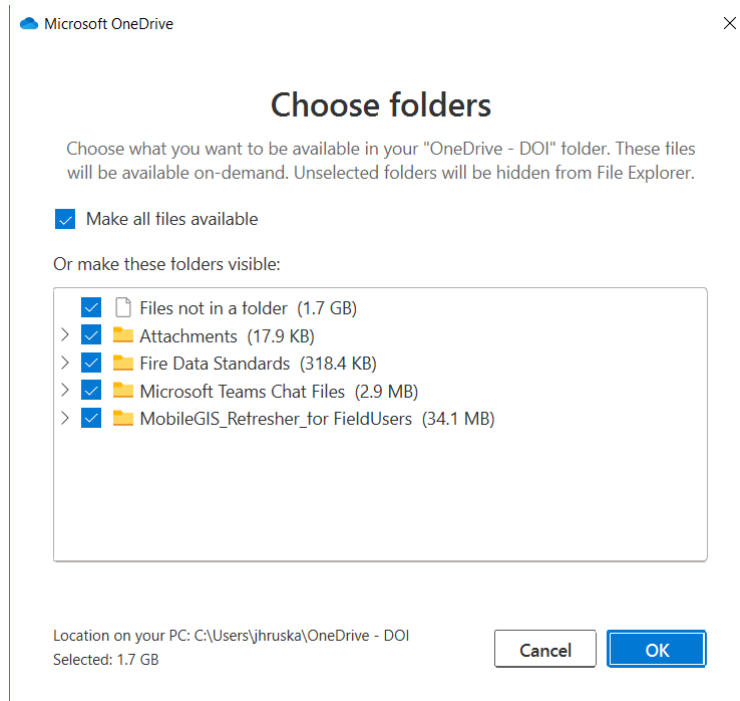 Microsoft OneDrive
Choose folders
Choose what you want to be available in your "OneDrive - DOI" folder. These files
will be available on-demand. Unselected folders will be hidden from File Explorer.
Make all files available
Or make these folders visible:
Files not in a folder (1.7 GB)
Attachments (17.9 KB)
Fire Data Standards (318.4 KB)
Microsoft Teams Chat Files (2.9 MB)
MobileGIS_Refresher_for FieldUsers (34.1 MB)
Location on your PC: C:\Users\jhruska\OneDrive - DOI
Selected: 1.7 GB
Cancel
OK